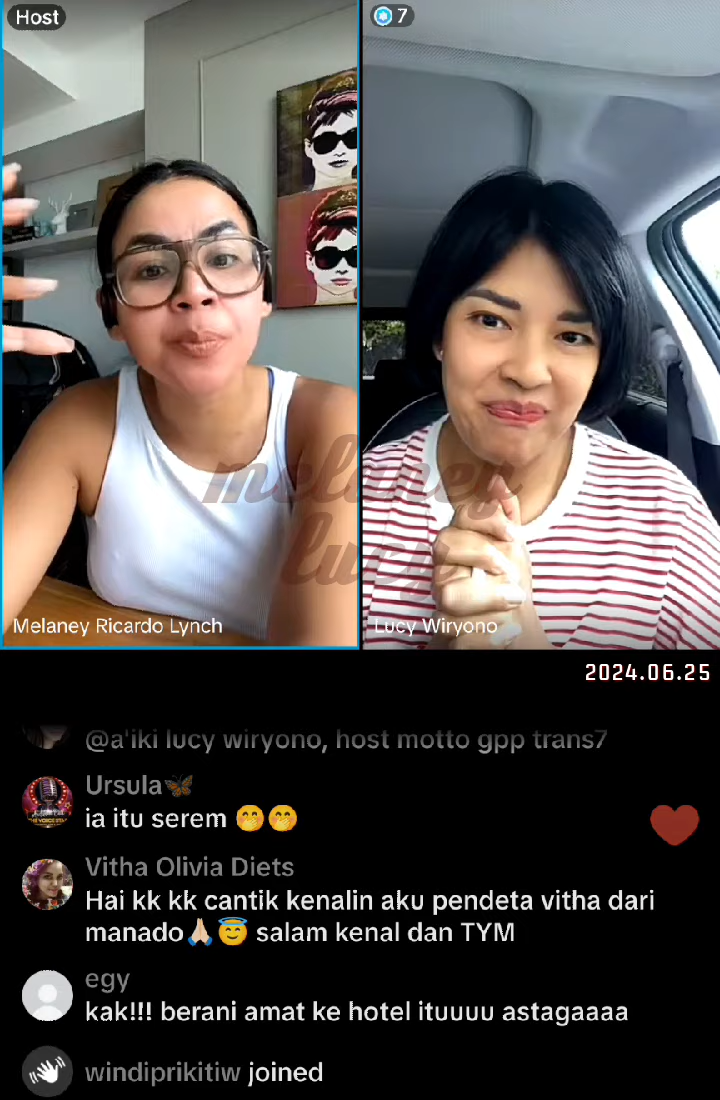 Host
7
melaney
lucy
Melaney Ricardo Lynch
Lucy Wiryono
2024.06.25
@a'iki lucy wiryono, host motto gpp trans7
Ursula🦋
ia itu serem 🤭🤭
Vitha Olivia Diets
Hai kk kk cantik kenalin aku pendeta vitha dari
manado🙏🏻😇 salam kenal dan TYM
egy
kak!!! berani amat ke hotel ituuuu astagaaaa
windiprikitiw joined